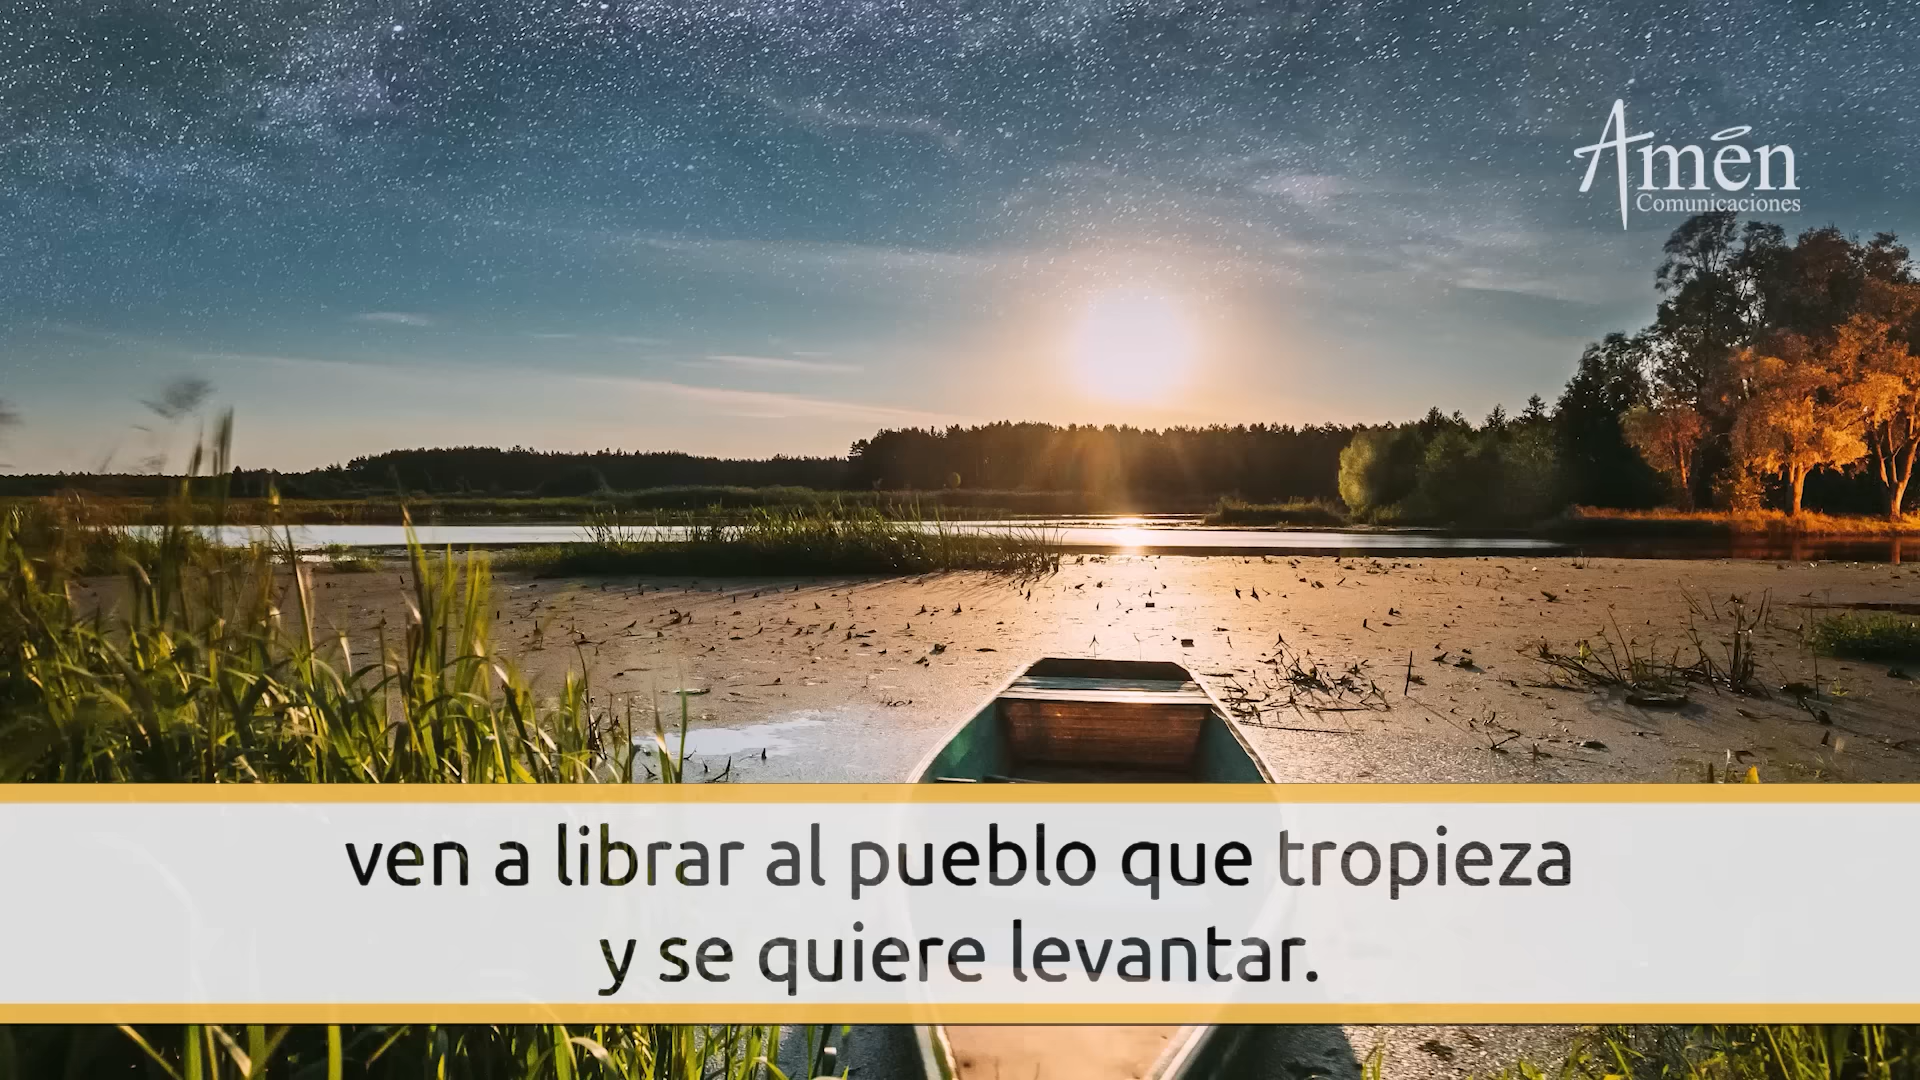 Amén
Comunicaciones
ven a librar al pueblo que tropieza
y se quiere levantar.